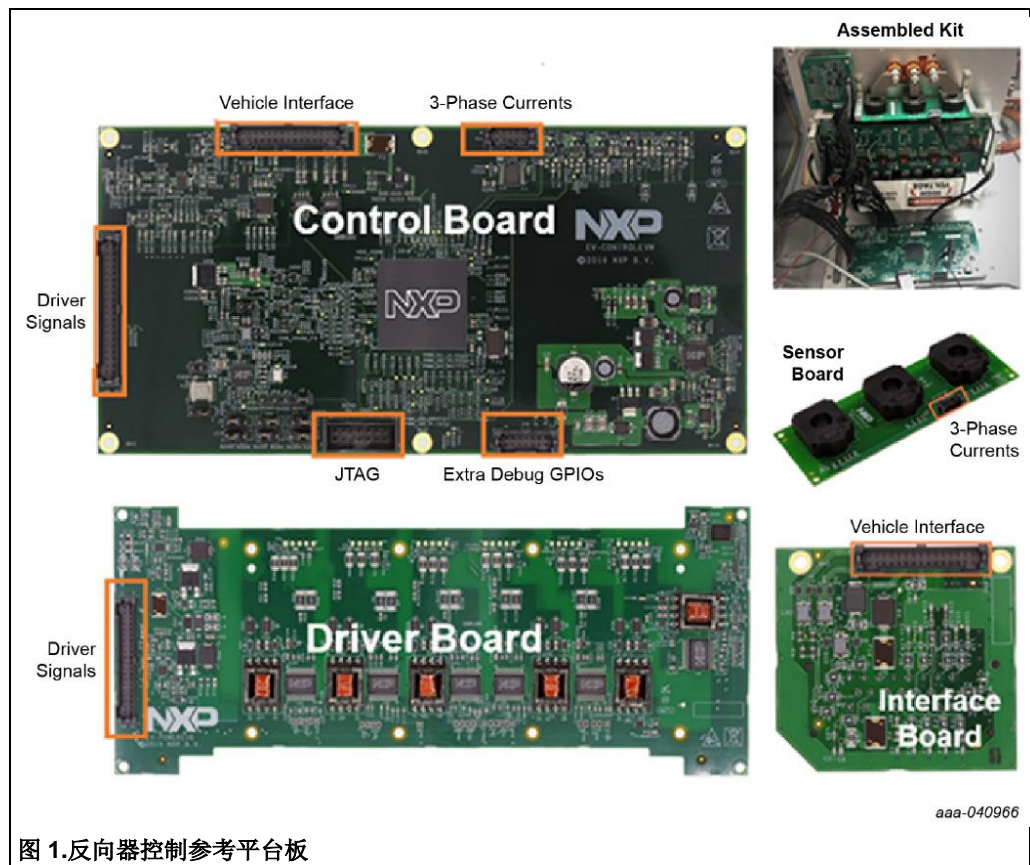 Assembled Kit
Vehicle Interface
3-Phase Currents
Control Board
NXP
EV-CONTROLEVM
©2019 NXP B.V.
NXP
Driver
Signals
JTAG
Extra Debug GPIOs
Sensor
Board
3-Phase
Currents
Driver
Signals
Driver Board
NXP
Vehicle Interface
Interface
Board
aaa-040966
图 1.反向器控制参考平台板